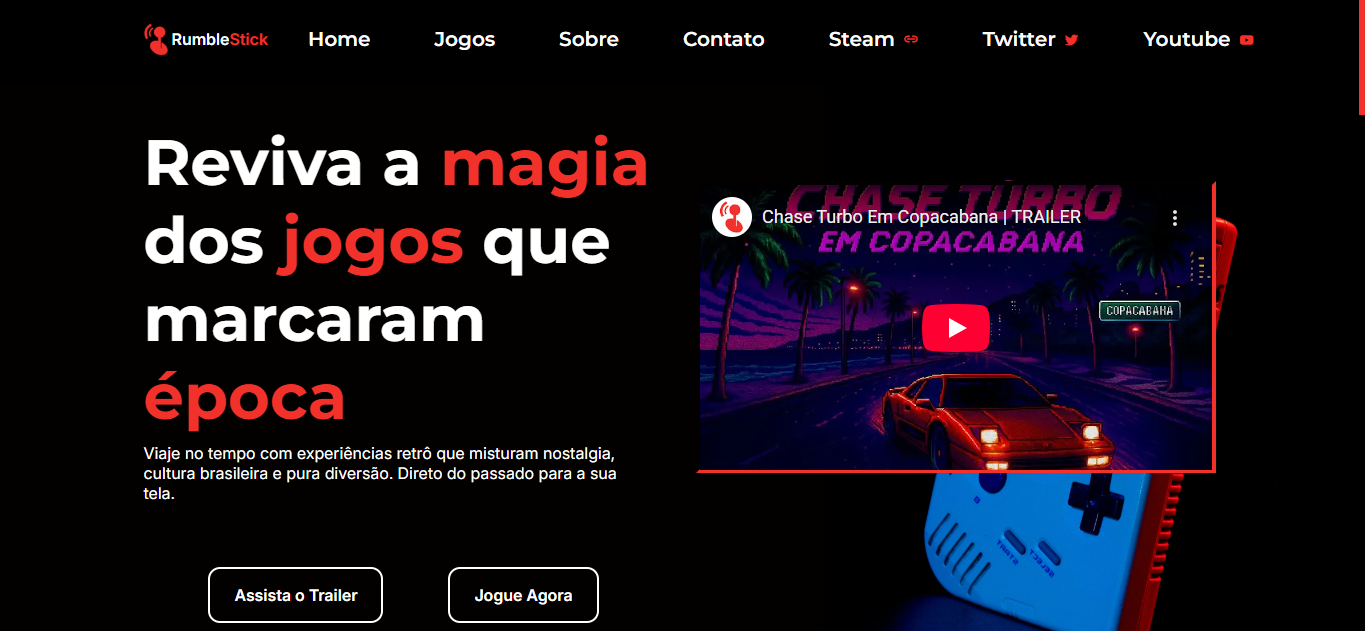 RumbleStick
Home
Jogos
Sobre
Contato
Steam
Twitter
Youtube
Reviva a magia
dos jogos que
marcaram
época
Viaje no tempo com experiências retrô que misturam nostalgia,
cultura brasileira e pura diversão. Direto do passado para a sua
tela.
Assista o Trailer
Jogue Agora
CHASE TURBO
Chase Turbo Em Copacabana | TRAILER
EM COPACABANA
COPACABANA
START
SELECT